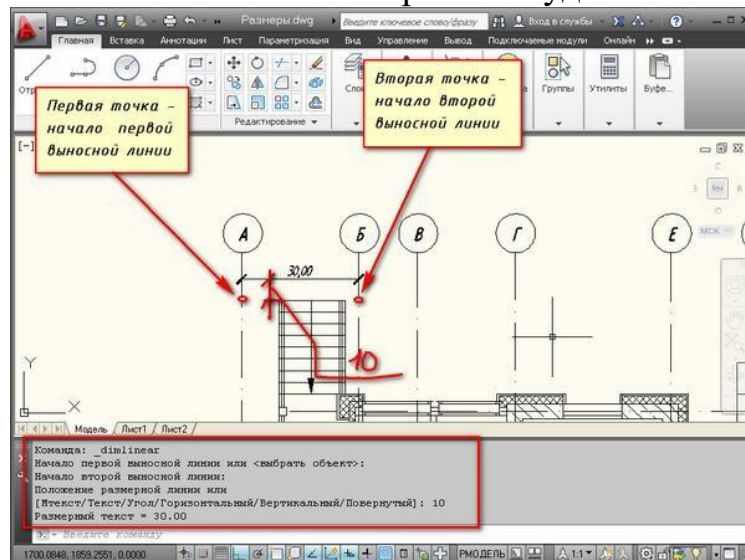 Размеры.dwg
Введите ключевое слово/фразу
Вход в службы
Главная Вставка Аннотации Лист Параметризация Вид Управление Вывод Подключаемые модули Онлайн
Первая точка –
начало первой
выносной линии
Вторая точка –
начало второй
выносной линии
Редактирование
Группы
Утилиты
Буфе...
[-]
МСК
А Б В Г Е
30,00
10
Y
X
Модель Лист1 Лист2
Команда: _dimlinear
Начало первой выносной линии или <выбрать объект>:
Начало второй выносной линии:
Положение размерной линии или
[Мтекст/Текст/Угол/Горизонтальный/Вертикальный/Повернутый]: 10
Размерный текст = 30.00
Введите команду
1700.0848, 1859.2551, 0.0000
РМОДЕЛЬ
1:1